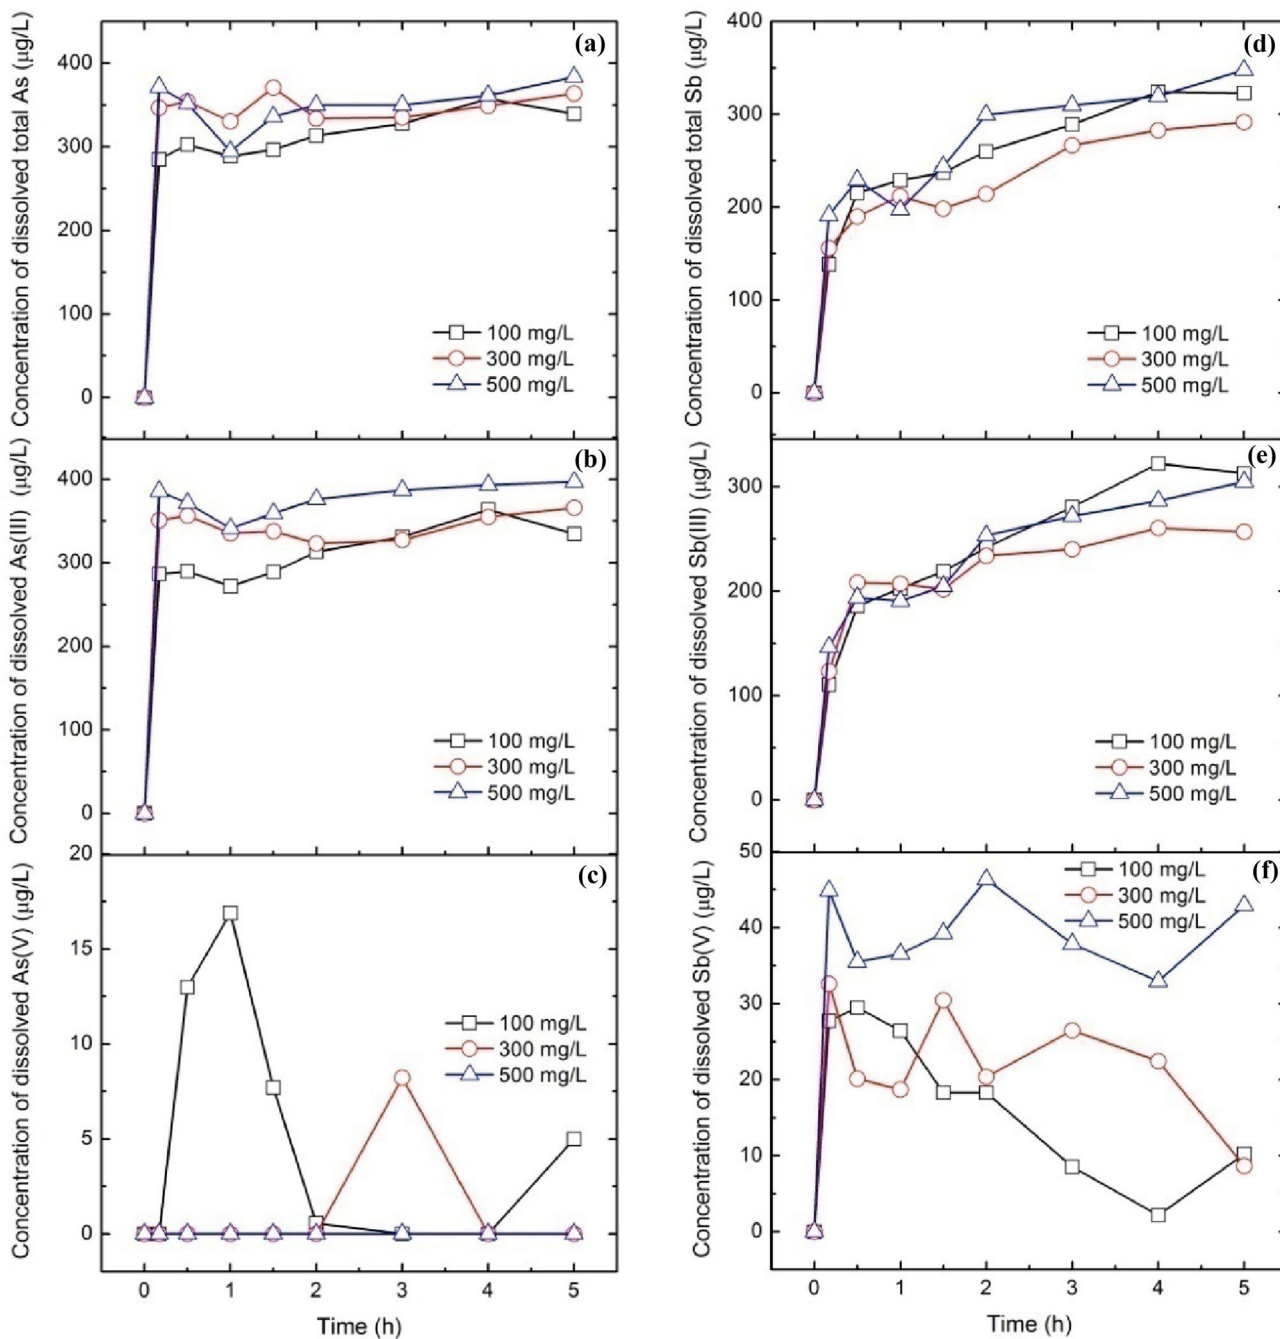 (a)
Concentration of dissolved total As (μg/L)
400
300
200
100
0
100 mg/L
300 mg/L
500 mg/L
(b)
Concentration of dissolved As(III) (μg/L)
400
300
200
100
0
100 mg/L
300 mg/L
500 mg/L
(c)
Concentration of dissolved As(V) (μg/L)
20
15
10
5
0
100 mg/L
300 mg/L
500 mg/L
0 1 2 3 4 5
Time (h)
(d)
Concentration of dissolved total Sb (μg/L)
400
300
200
100
0
100 mg/L
300 mg/L
500 mg/L
(e)
Concentration of dissolved Sb(III) (μg/L)
300
200
100
0
100 mg/L
300 mg/L
500 mg/L
(f)
Concentration of dissolved Sb(V) (μg/L)
50
40
30
20
10
0
100 mg/L
300 mg/L
500 mg/L
0 1 2 3 4 5
Time (h)